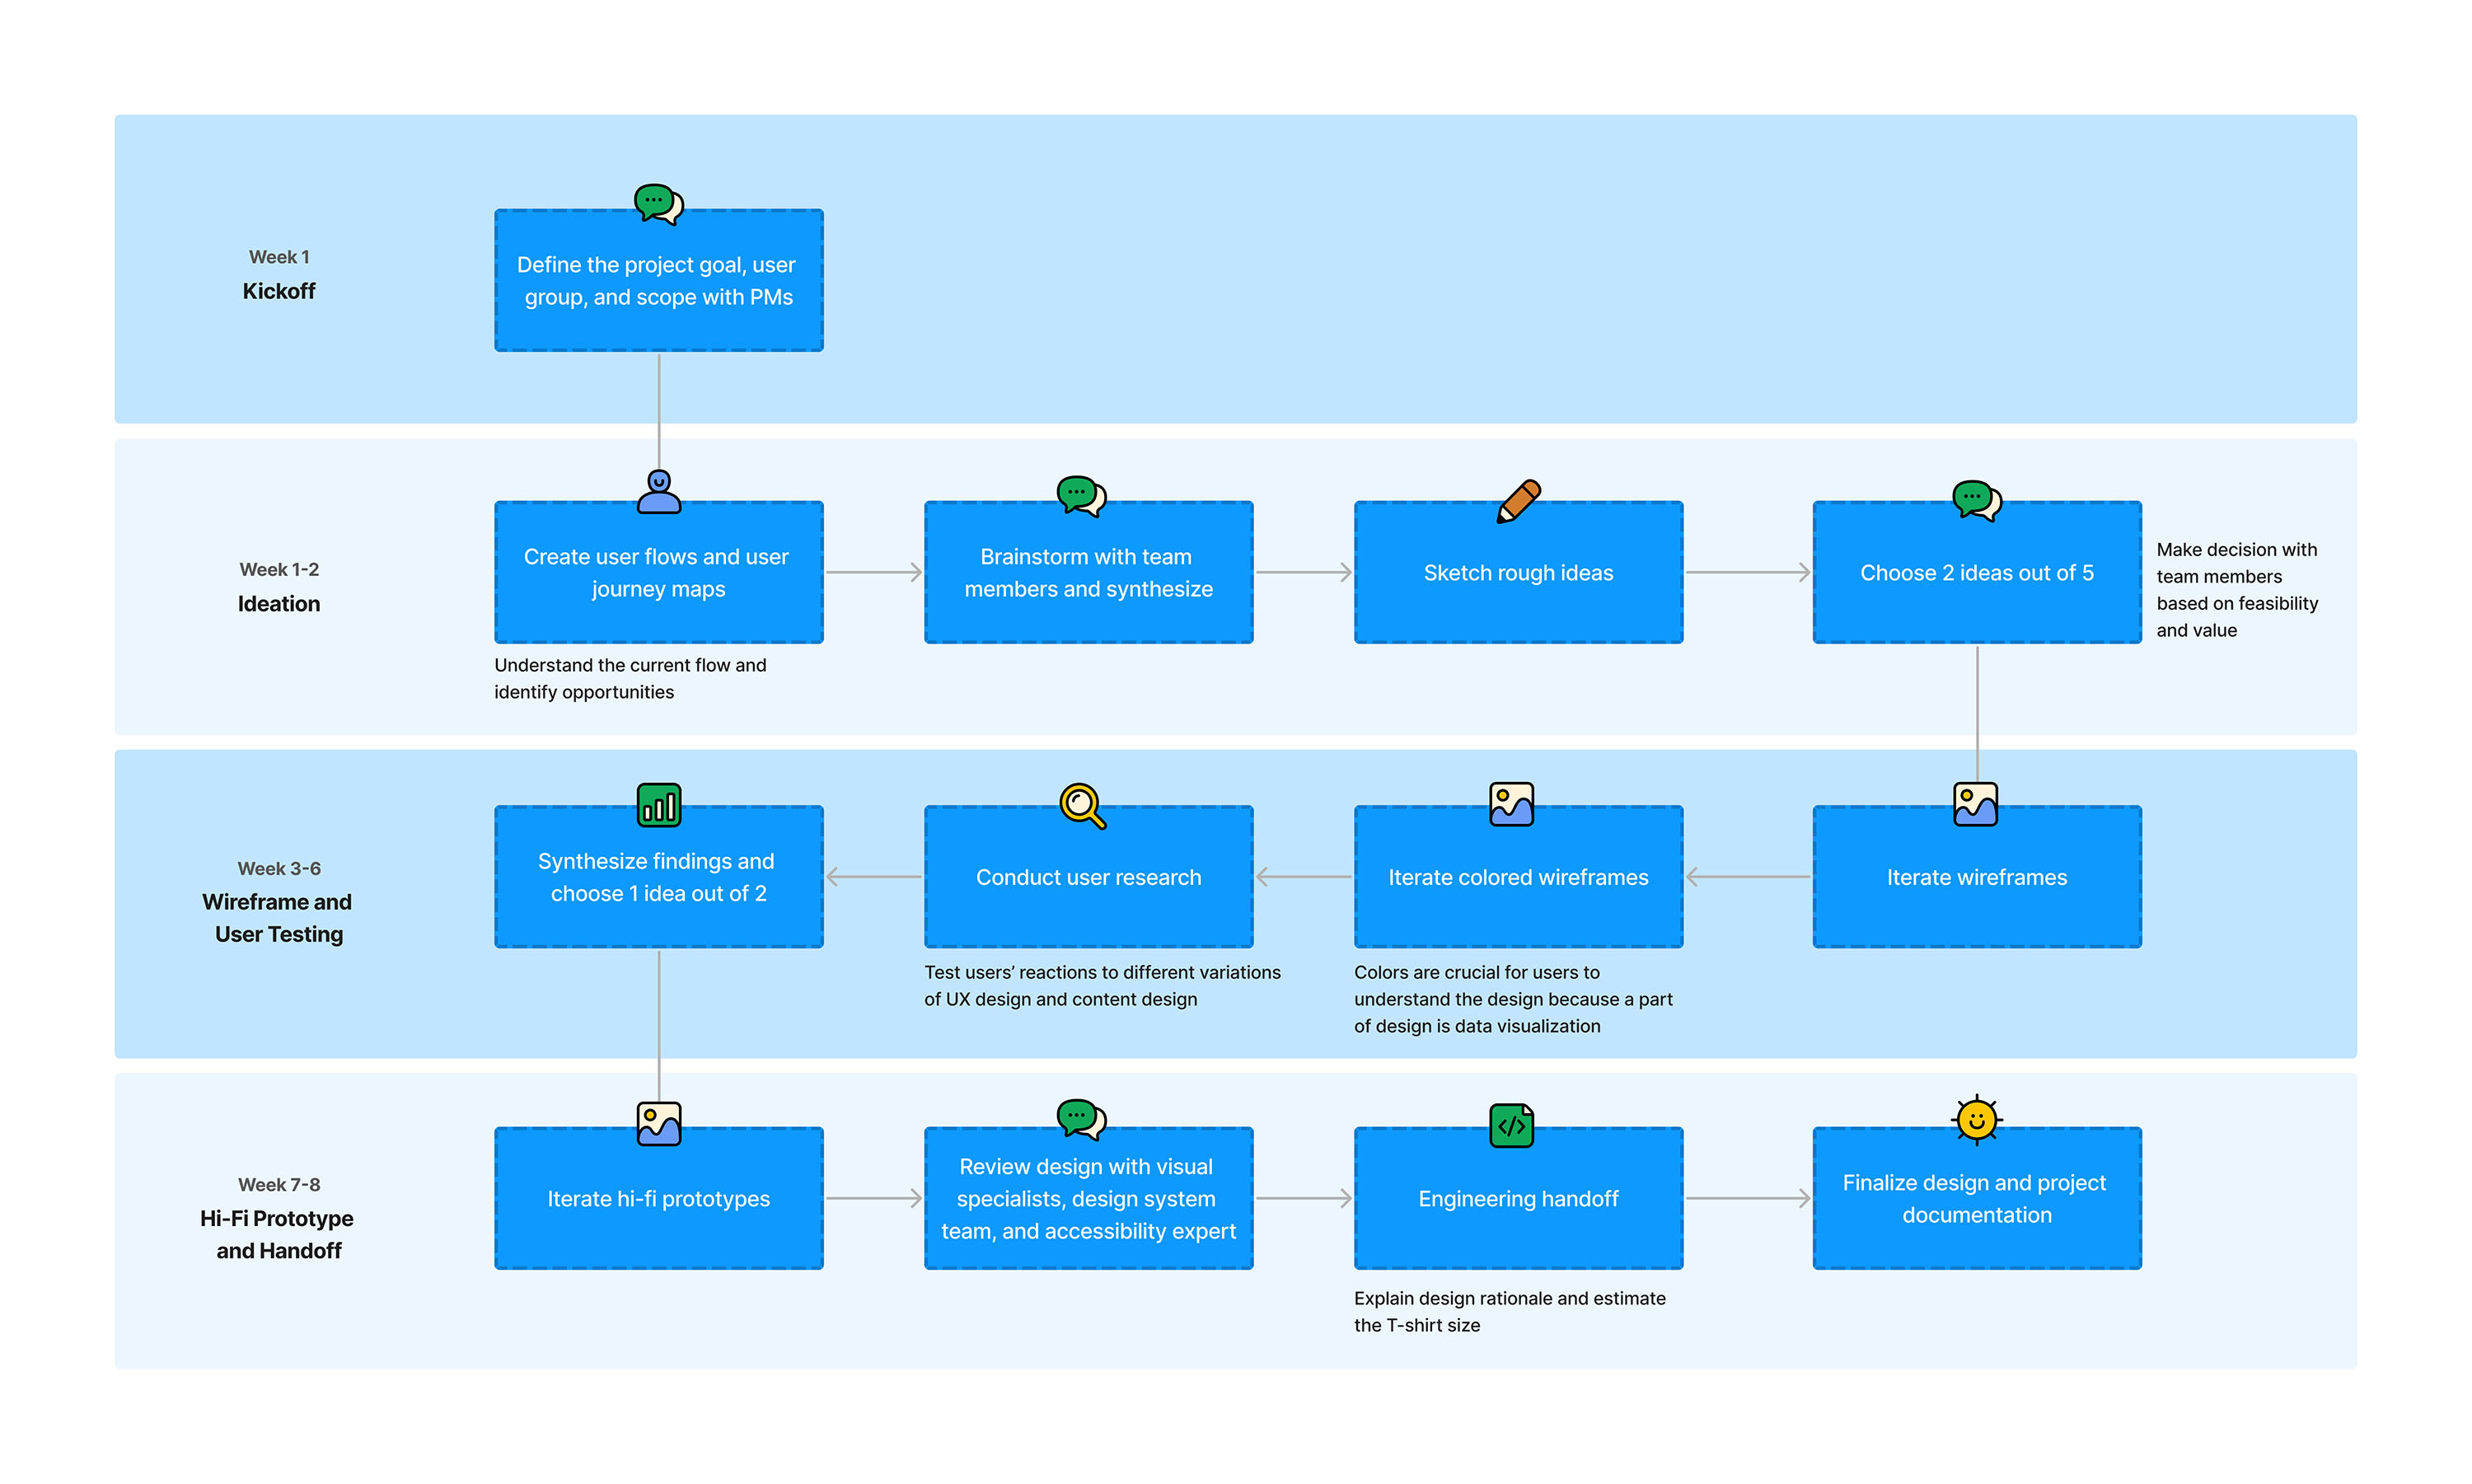 Week 1
Kickoff
Define the project goal, user
group, and scope with PMs
Week 1-2
Ideation
Create user flows and user
journey maps
Understand the current flow and
identify opportunities
Brainstorm with team
members and synthesize
Sketch rough ideas
Choose 2 ideas out of 5
Make decision with
team members
based on feasibility
and value
Week 3-6
Wireframe and
User Testing
Synthesize findings and
choose 1 idea out of 2
Conduct user research
Test users’ reactions to different variations
of UX design and content design
Iterate colored wireframes
Colors are crucial for users to
understand the design because a part
of design is data visualization
Iterate wireframes
Week 7-8
Hi-Fi Prototype
and Handoff
Iterate hi-fi prototypes
Review design with visual
specialists, design system
team, and accessibility expert
Engineering handoff
Explain design rationale and estimate
the T-shirt size
Finalize design and project
documentation